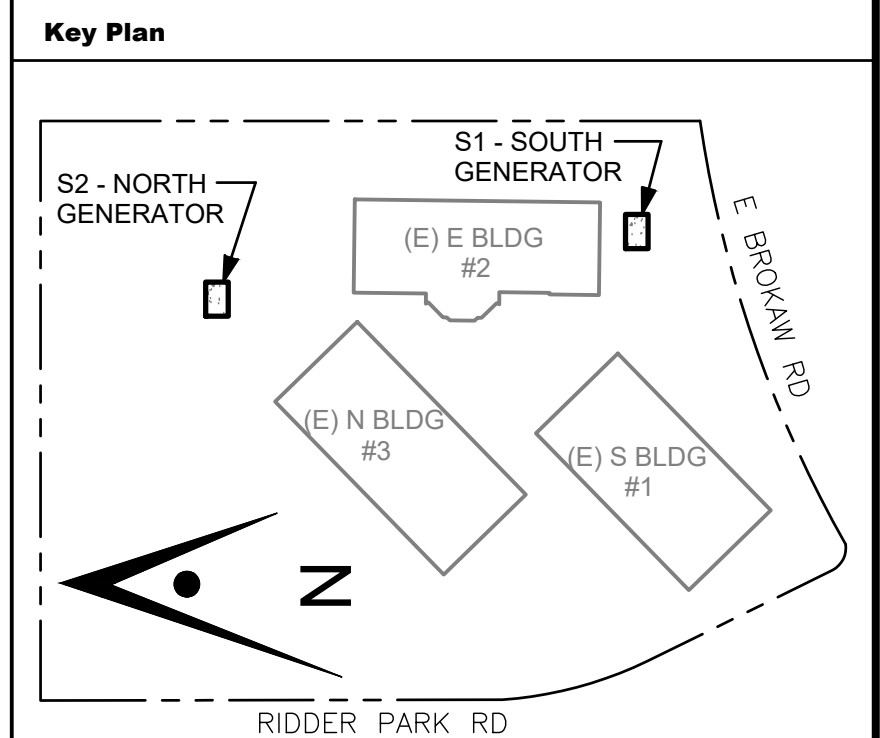 Key Plan
S1 - SOUTH
GENERATOR
S2 - NORTH
GENERATOR
(E) E BLDG
#2
E BROKAW RD
(E) N BLDG
#3
(E) S BLDG
#1
N
RIDDER PARK RD